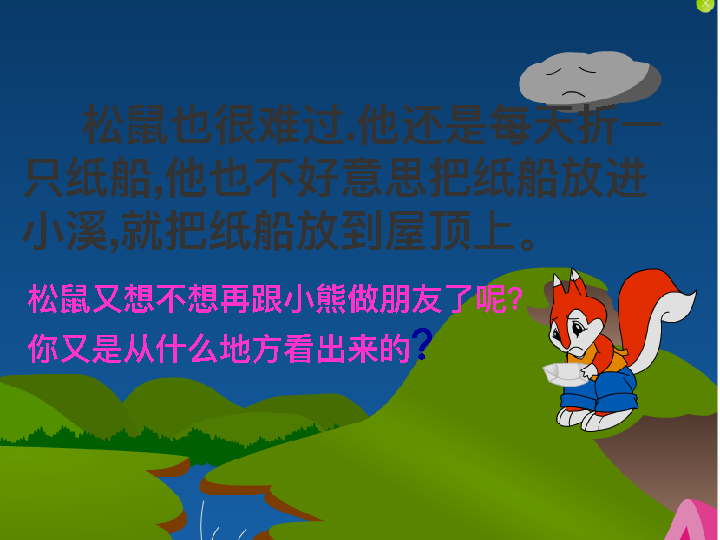 松鼠也很难过.他还是每天折一
只纸船,他也不好意思把纸船放进
小溪,就把纸船放到屋顶上。
松鼠又想不想再跟小熊做朋友了呢?
你又是从什么地方看出来的?